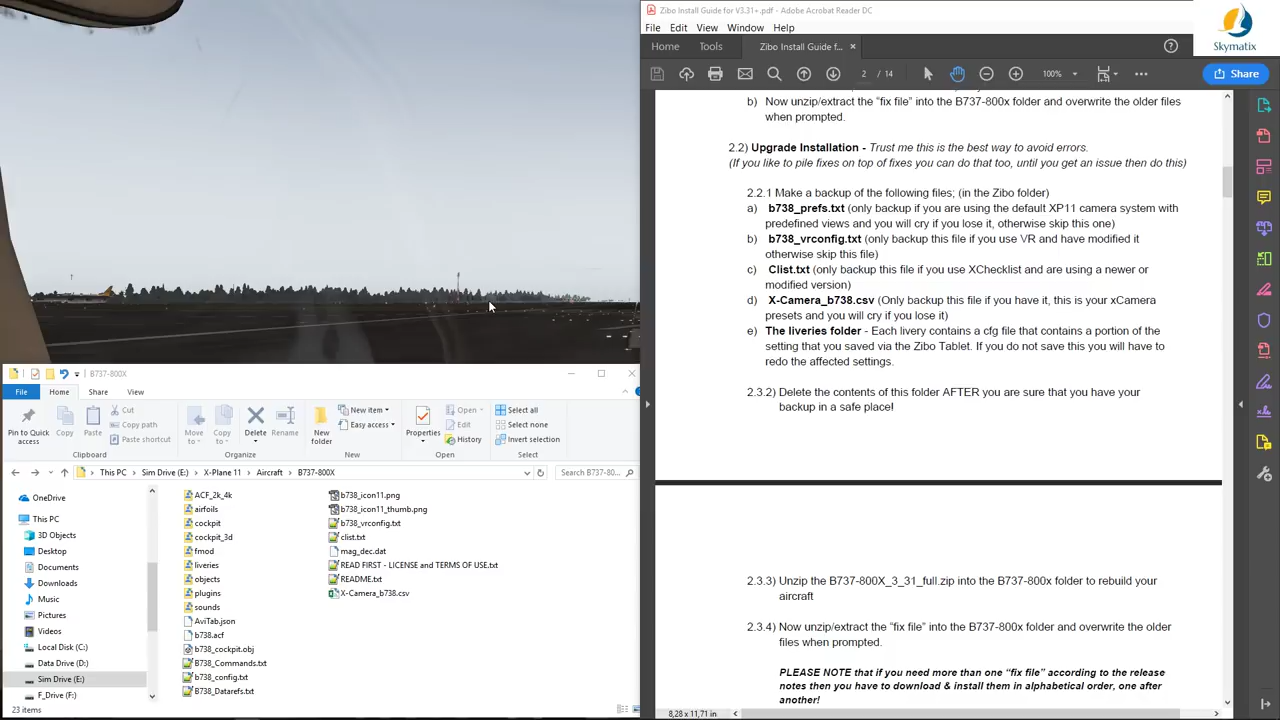 Zibo Install Guide for V3.31+.pdf - Adobe Acrobat Reader DC
File Edit View Window Help
Home Tools Zibo Install Guide f... ×
2 / 14 100% Share
Skymatix
b) Now unzip/extract the “fix file” into the B737-800x folder and overwrite the older files
when prompted.
2.2) Upgrade Installation - Trust me this is the best way to avoid errors.
(If you like to pile fixes on top of fixes you can do that too, until you get an issue then do this)
2.2.1 Make a backup of the following files; (in the Zibo folder)
a) b738_prefs.txt (only backup if you are using the default XP11 camera system with
predefined views and you will cry if you lose it, otherwise skip this one)
b) b738_vrconfig.txt (only backup this file if you use VR and have modified it
otherwise skip this file)
c) Clist.txt (only backup this file if you use XChecklist and are using a newer or
modified version)
d) X-Camera_b738.csv (Only backup this file if you have it, this is your xCamera
presets and you will cry if you lose it)
e) The liveries folder - Each livery contains a cfg file that contains a portion of the
setting that you saved via the Zibo Tablet. If you do not save this you will have to
redo the affected settings.
2.3.2) Delete the contents of this folder AFTER you are sure that you have your
backup in a safe place!
2.3.3) Unzip the B737-800X_3_31_full.zip into the B737-800x folder to rebuild your
aircraft
2.3.4) Now unzip/extract the “fix file” into the B737-800x folder and overwrite the older
files when prompted.
PLEASE NOTE that if you need more than one “fix file” according to the release
notes then you have to download & install them in alphabetical order, one after
another!
8,28 x 11,71 in
B737-800X
File Home Share View
Pin to Quick
access
Copy
Paste
Cut
Copy path
Paste shortcut
Clipboard
Move
to
Copy
to
Delete
Rename
Organize
New
folder
New item
Easy access
New
Properties
Open
Edit
History
Open
Select all
Select none
Invert selection
Select
This PC > Sim Drive (E:) > X-Plane 11 > Aircraft > B737-800X
Search B737-80...
OneDrive
This PC
3D Objects
Desktop
Documents
Downloads
Music
Pictures
Videos
Local Disk (C:)
Data Drive (D:)
Sim Drive (E:)
F_Drive (F:)
ACF_2k_4k
airfoils
cockpit
cockpit_3d
fmod
liveries
objects
plugins
sounds
AviTab.json
b738.acf
b738_cockpit.obj
B738_Commands.txt
b738_config.txt
B738_Datarefs.txt
b738_icon11.png
b738_icon11_thumb.png
b738_vrconfig.txt
clist.txt
mag_dec.dat
READ FIRST - LICENSE and TERMS OF USE.txt
README.txt
X-Camera_b738.csv
23 items